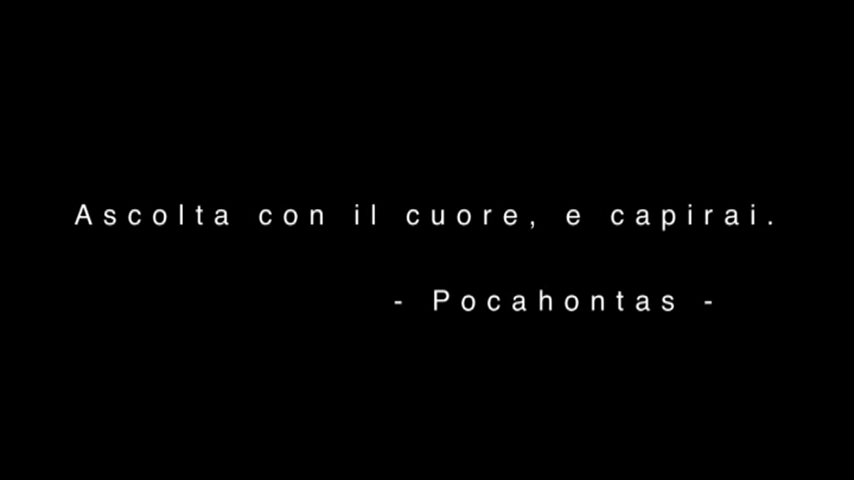 Ascolta con il cuore, e capirai.
- Pocahontas -